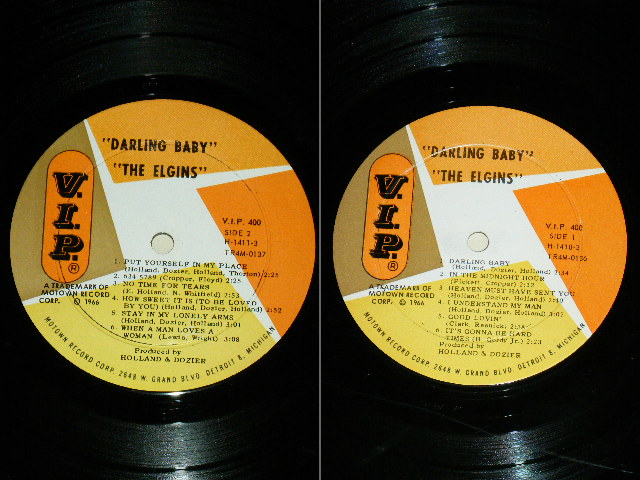 "DARLING BABY"
"THE ELGINS"
V.I.P.
®
V.I.P. 400
SIDE 2
H-1411-3
TR4M-0137
1. PUT YOURSELF IN MY PLACE
(Holland, Dozier, Holland, Thorton) 2:25
2. 634 5789 (Cropper, Floyd) 2:25
3. NO TIME FOR TEARS
(E. Holland, N. Whitfield) 2:53
4. HOW SWEET IT IS (TO BE LOVED
BY YOU) (Holland, Dozier, Holland) 2:52
5. STAY IN MY LONELY ARMS
(Holland, Dozier, Holland) 3:01
6. WHEN A MAN LOVES A
WOMAN (Lewis, Wright) 3:08
Produced by
HOLLAND & DOZIER
A TRADEMARK OF
MOTOWN RECORD
CORP. © 1966
MOTOWN RECORD CORP. 2648 W. GRAND BLVD. DETROIT 8, MICHIGAN
"DARLING BABY"
"THE ELGINS"
V.I.P.
®
V.I.P. 400
SIDE 1
H-1410-3
TR4M-0136
1. DARLING BABY
(Holland, Dozier, Holland) 2:34
2. IN THE MIDNIGHT HOUR
(Pickett, Cropper) 2:12
3. HEAVEN MUST HAVE SENT YOU
(Holland, Dozier, Holland)
4. I UNDERSTAND MY MAN
(Holland, Dozier, Holland) 3:07
5. GOOD LOVIN'
(Clark, Resnick)
6. IT'S GONNA BE HARD
TIMES (B. Gordy Jr.) 2:23
Produced by
HOLLAND & DOZIER
A TRADEMARK OF
MOTOWN RECORD
CORP. © 1966
MOTOWN RECORD CORP. 2648 W. GRAND BLVD. DETROIT 8, MICHIGAN